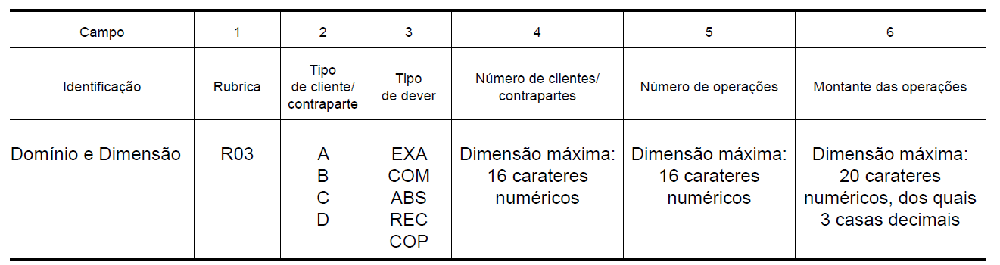 Campo 1 2 3 4 5 6
Identificação Rubrica Tipo de cliente/ contraparte Tipo de dever Número de clientes/ contrapartes Número de operações Montante das operações
Domínio e Dimensão R03 A EXA Dimensão máxima: Dimensão máxima: Dimensão máxima:
B COM 16 carateres 16 carateres 20 carateres
C ABS numéricos numéricos numéricos, dos quais
D REC 3 casas decimais
COP